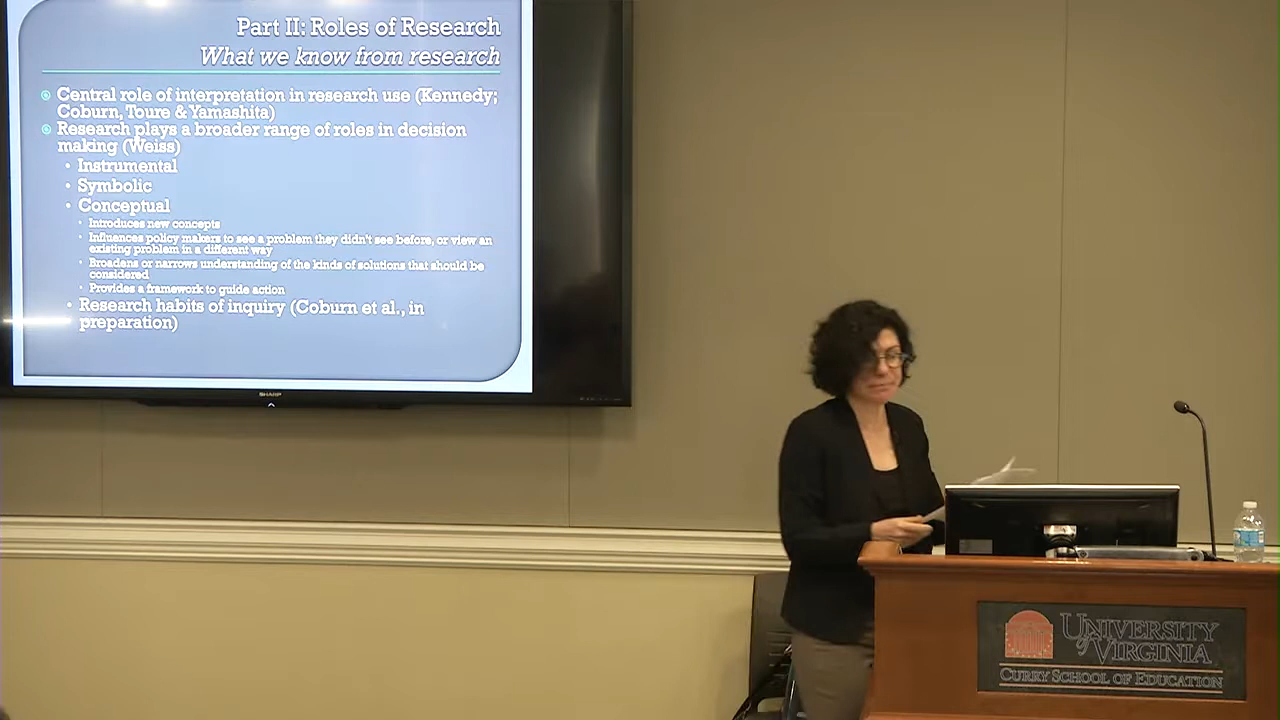 Part II: Roles of Research
What we know from research
Central role of interpretation in research use (Kennedy;
Coburn, Toure & Yamashita)
Research plays a broader range of roles in decision
making (Weiss)
Instrumental
Symbolic
Conceptual
Introduces new concepts
Influences policy makers to see a problem they didn't see before, or view an
existing problem in a different way
Broadens or narrows understanding of the kinds of solutions that should be
considered
Provides a framework to guide action
Research habits of inquiry (Coburn et al., in
preparation)
SHARP
UNIVERSITY
of VIRGINIA
CURRY SCHOOL OF EDUCATION